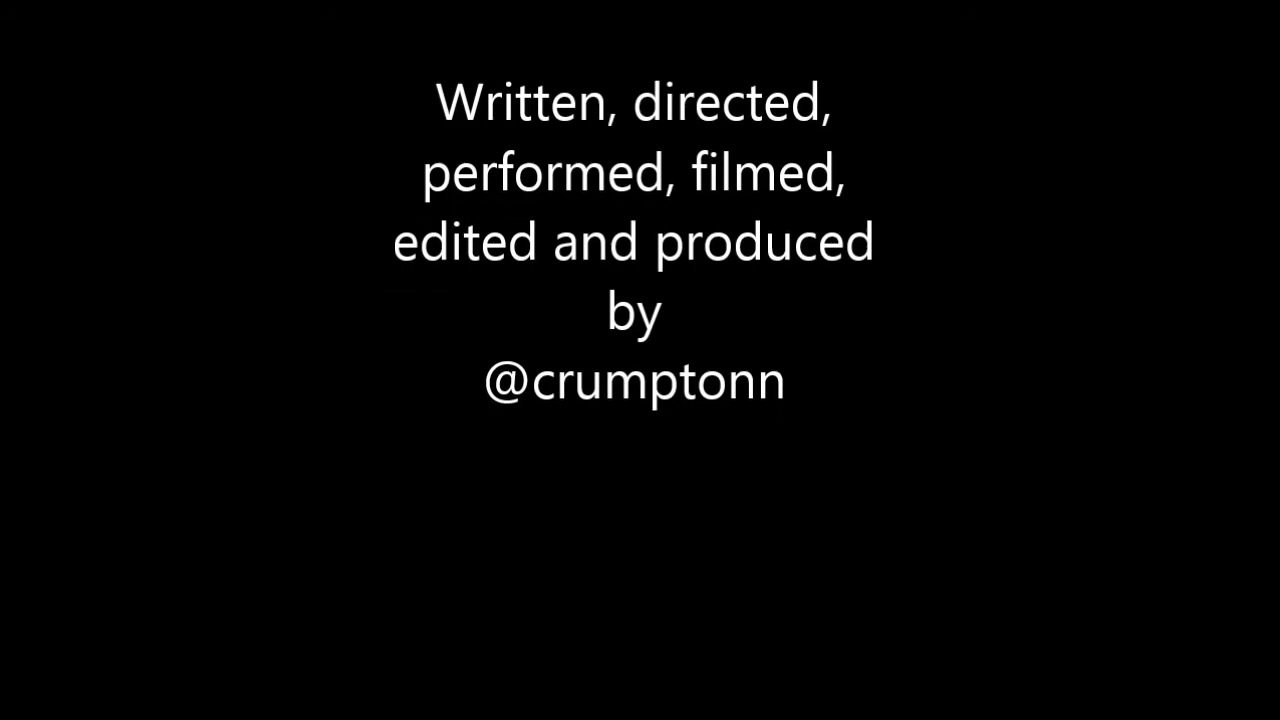 Written, directed,
performed, filmed,
edited and produced
by
@crumptonn